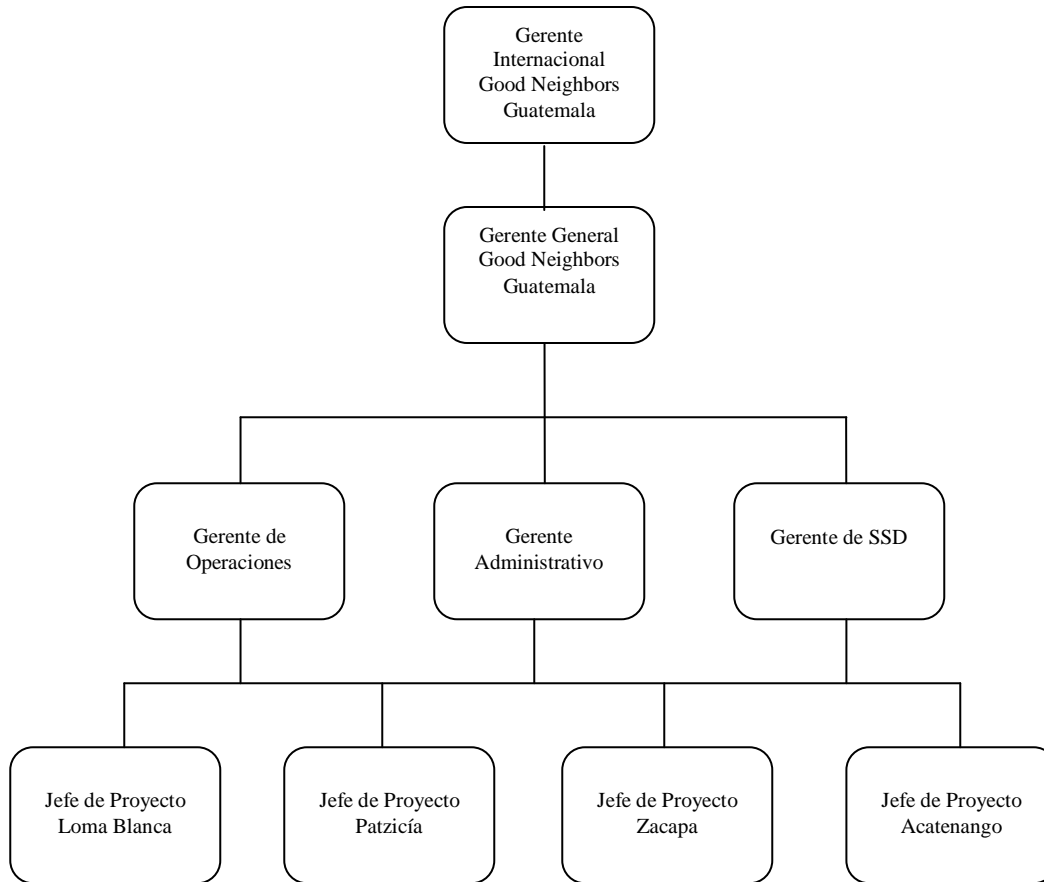 Gerente
Internacional
Good Neighbors
Guatemala
Gerente General
Good Neighbors
Guatemala
Gerente de
Operaciones
Gerente
Administrativo
Gerente de SSD
Jefe de Proyecto
Loma Blanca
Jefe de Proyecto
Patzicía
Jefe de Proyecto
Zacapa
Jefe de Proyecto
Acatenango